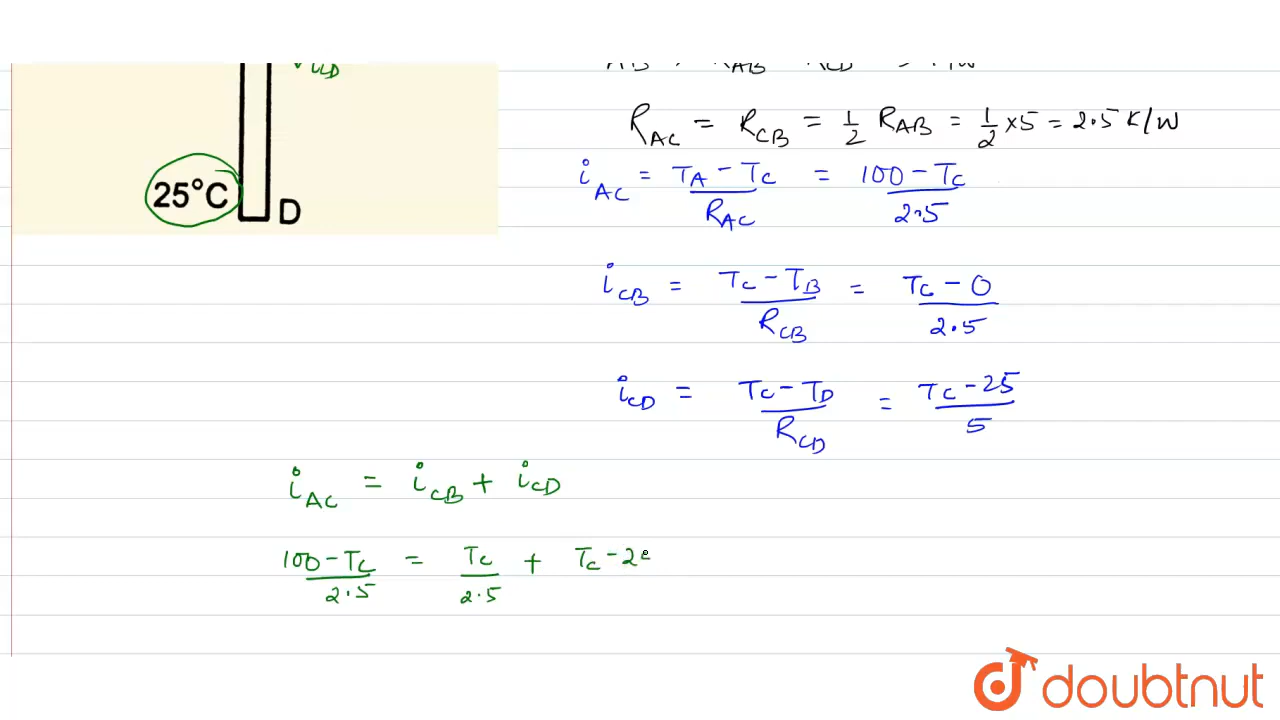 i_CD
R_AC = R_CB = 1/2 R_AB = 1/2 × 5 = 2.5 K/W
i_AC = (T_A − T_C)/R_AC = (100 − T_C)/2.5
25°C D
i_CB = (T_C − T_B)/R_CB = (T_C − 0)/2.5
i_CD = (T_C − T_D)/R_CD = (T_C − 25)/5
i_AC = i_CB + i_CD
(100 − T_C)/2.5 = T_C/2.5 + T_C − 2
doubtnut